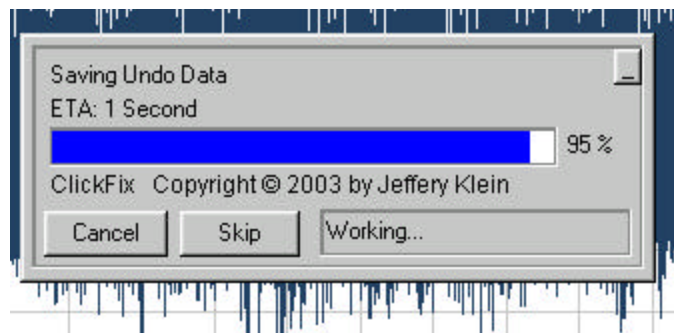 Saving Undo Data
ETA: 1 Second
95 %
ClickFix Copyright © 2003 by Jeffery Klein
Cancel Skip Working...